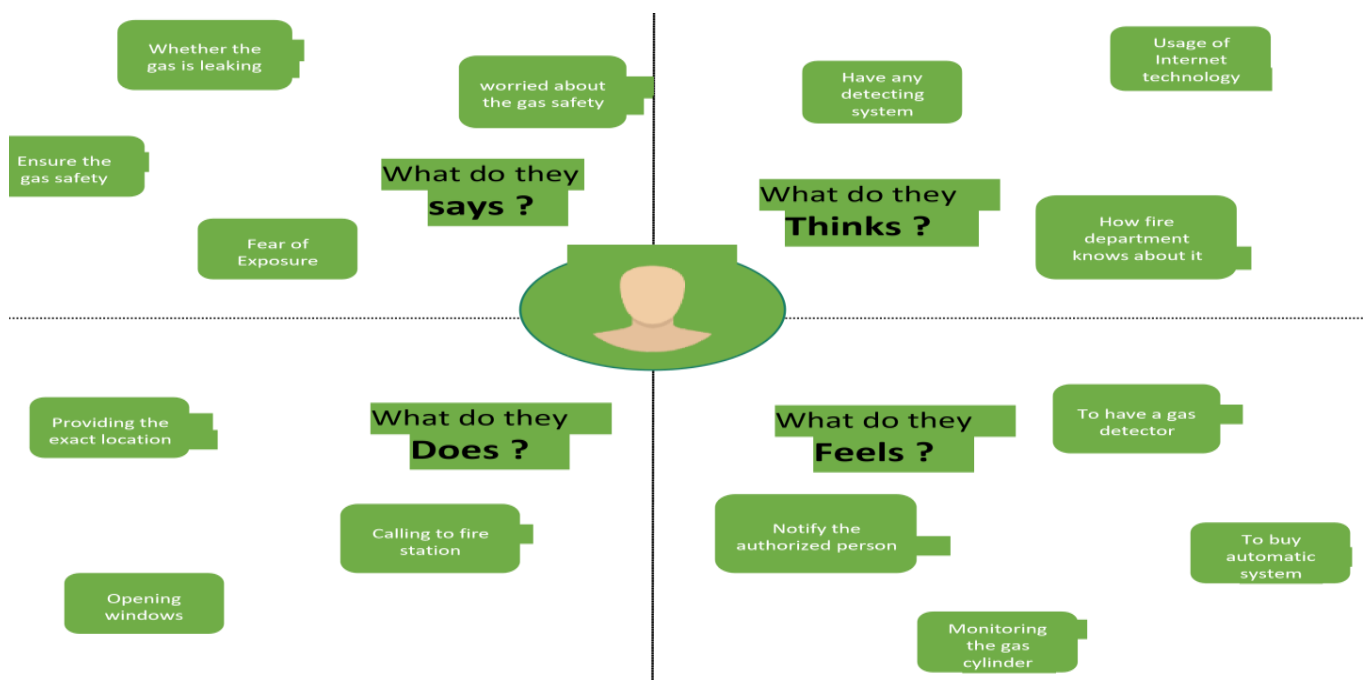 Whether the
gas is leaking
worried about
the gas safety
Ensure the
gas safety
What do they
says ?
Fear of
Exposure
Have any
detecting
system
Usage of
Internet
technology
What do they
Thinks ?
How fire
department
knows about it
Providing the
exact location
What do they
Does ?
Calling to fire
station
Opening
windows
What do they
Feels ?
To have a gas
detector
Notify the
authorized person
To buy
automatic
system
Monitoring
the gas
cylinder